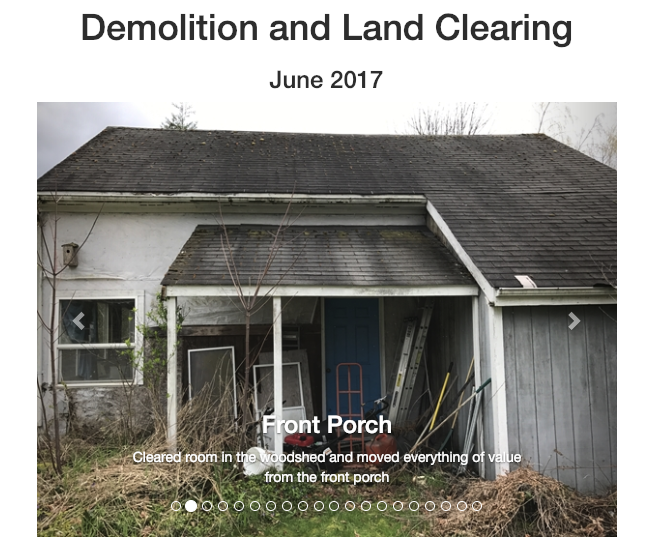 Demolition and Land Clearing
June 2017
Front Porch
Cleared room in the woodshed and moved everything of value
from the front porch